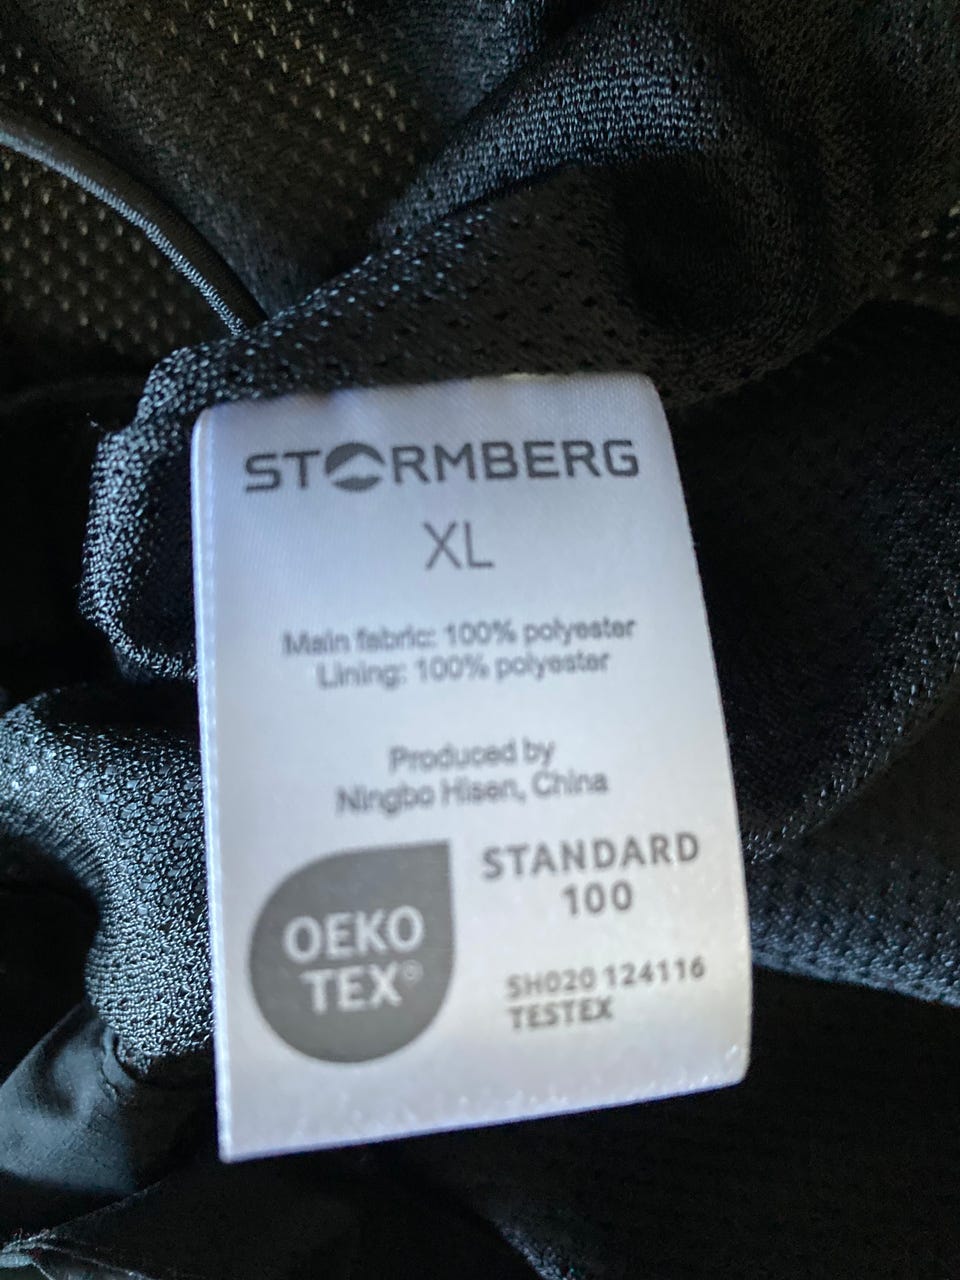 STORMBERG
XL
Main fabric: 100% polyester
Lining: 100% polyester
Produced by
Ningbo Hisen, China
OEKO
TEX®
STANDARD
100
SH020 124116
TESTEX